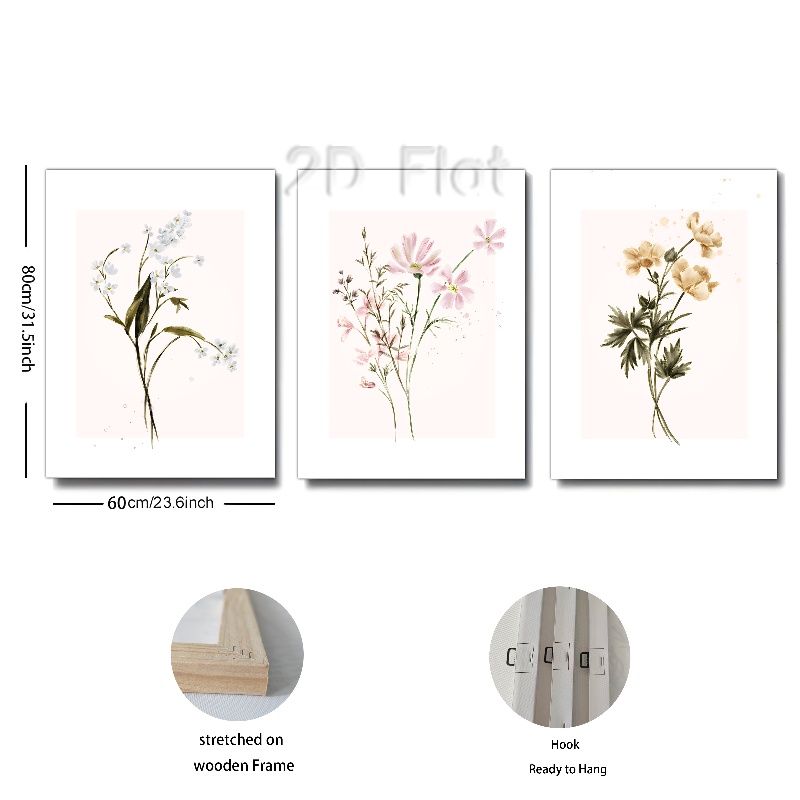 2D Flat
80cm/31.5inch
60cm/23.6inch
stretched on
wooden Frame
Hook
Ready to Hang